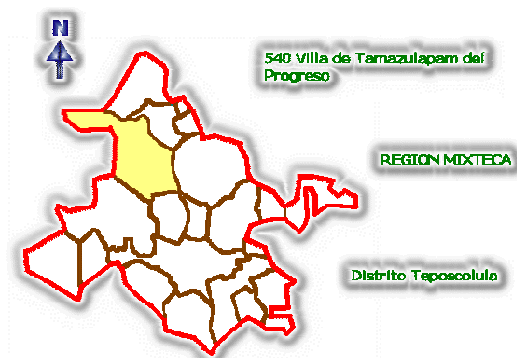 N
540 Villa de Tamazulapam del
Progreso
REGION MIXTECA
Distrito Teposcolula